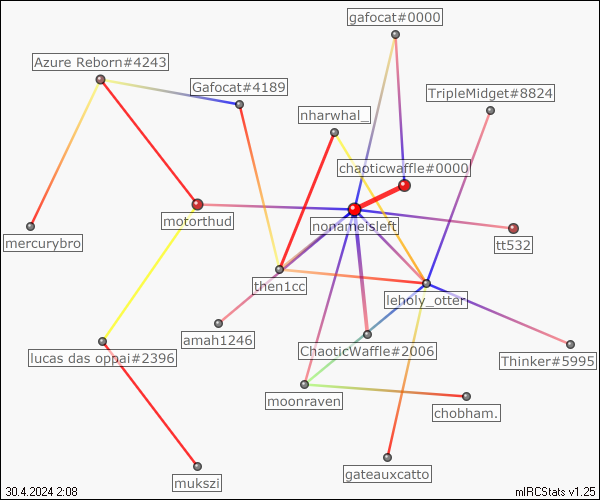 gafocat#0000
Azure Reborn#4243
Gafocat#4189
TripleMidget#8824
nharwhal_
chaoticwaffle#0000
motorthud
nonameisleft
mercurybro
tt532
then1cc
leholy_otter
amah1246
ChaoticWaffle#2006
lucas das oppai#2396
Thinker#5995
moonraven
chobham.
gateauxcatto
mukszi
30.4.2024 2:08
mIRCStats v1.25